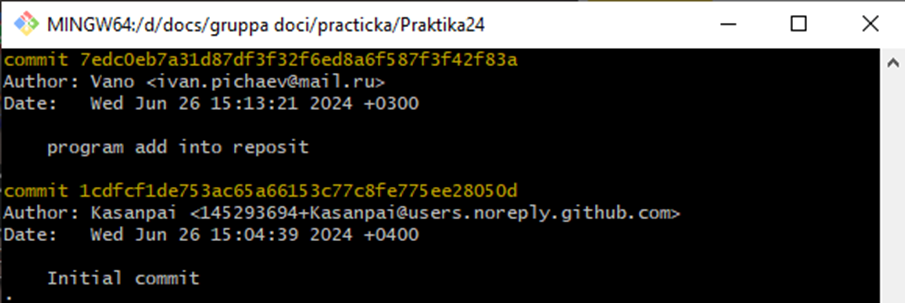 MINGW64:/d/docs/gruppa doci/practicka/Praktika24
commit 7edc0eb7a31d87df3f32f6ed8a6f587f3f42f83a
Author: Vano <ivan.pichaev@mail.ru>
Date:   Wed Jun 26 15:13:21 2024 +0300
    program add into reposit
commit 1cdfcf1de753ac65a66153c77c8fe775ee28050d
Author: Kasanpai <145293694+Kasanpai@users.noreply.github.com>
Date:   Wed Jun 26 15:04:39 2024 +0400
    Initial commit
: